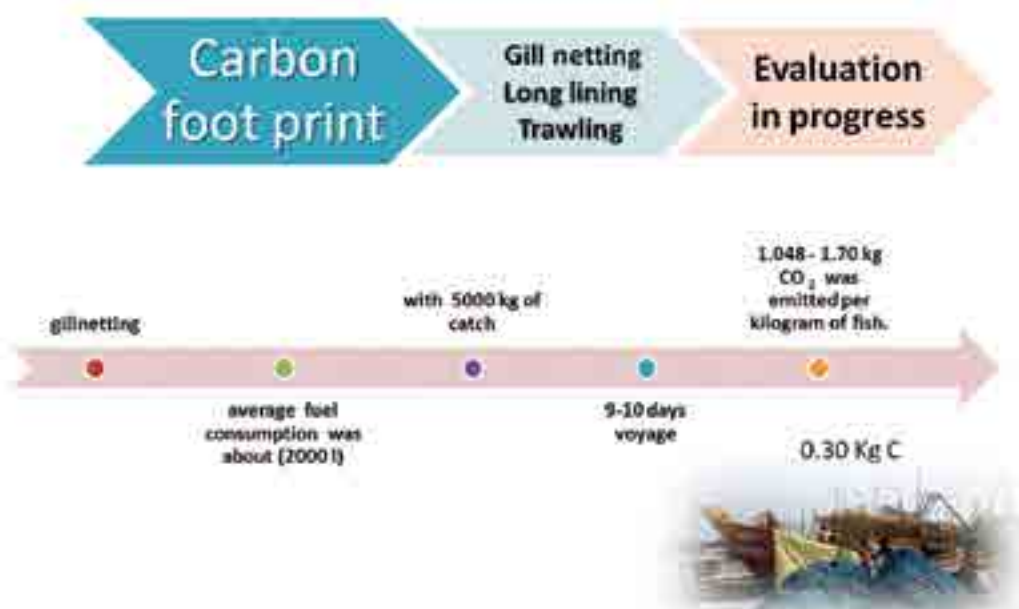 Carbon
foot print
Gill netting
Long lining
Trawling
Evaluation
in progress
gillnetting
average fuel
consumption was
about (2000 l)
with 5000 kg of
catch
9-10 days
voyage
1.048 - 1.70 kg
CO₂ was
emitted per
kilogram of fish.
0.30 Kg C